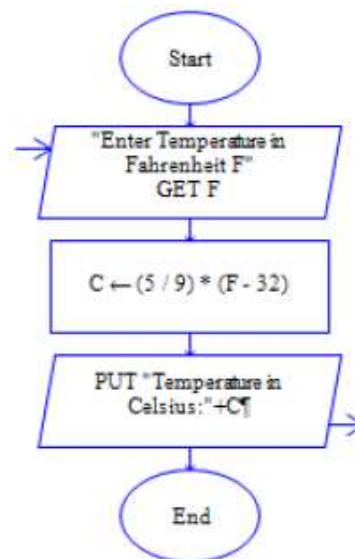 Start
"Enter Temperature in
Fahrenheit F"
GET F
C ← (5 / 9) * (F - 32)
PUT "Temperature in
Celsius:"+C¶
End